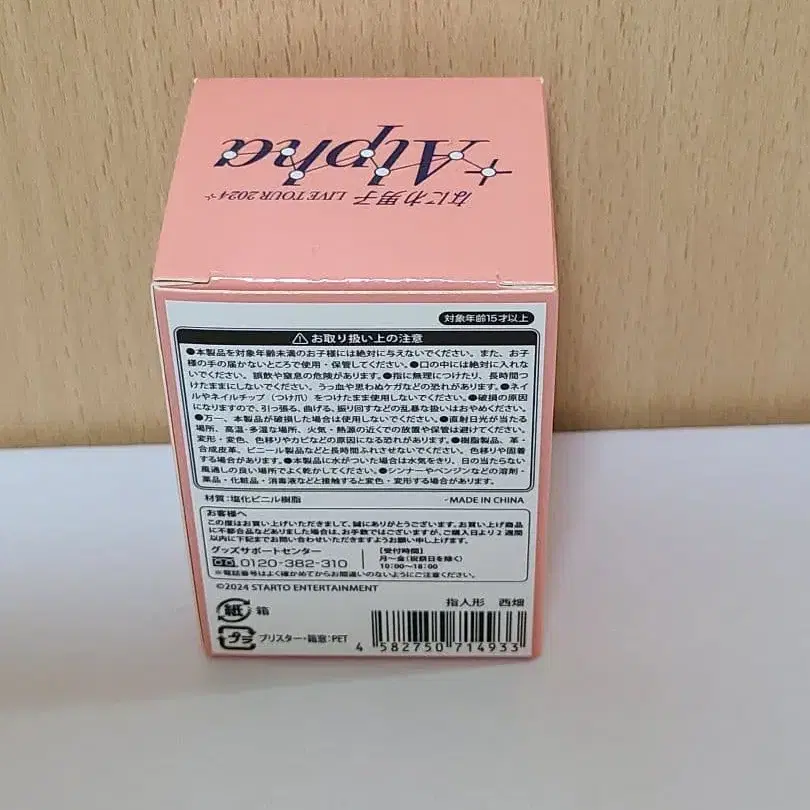 +Alpha
なにわ男子 LIVE TOUR 2024
対象年齢15才以上
お取り扱い上の注意
●本製品を対象年齢未満のお子様には絶対に与えないでください。また、お子
様の手の届かないところで使用・保管してください。●口の中には絶対に入れな
いでください。誤飲や窒息の危険があります。●指に無理につけたり、長時間つ
けたままにしないでください。うっ血や思わぬケガなどの恐れがあります。●ネイ
ルやネイルチップ（つけ爪）をつけたまま使用しないでください。●破損の原因
になりますので、引っ張る、曲げる、振り回すなどの乱暴な扱いはおやめください。
●万一、本製品が破損した場合は使用しないでください。●直射日光が当たる
場所、高温・多湿な場所、火気・熱源の近くでの放置や保管は避けてください。
変形・変色、色移りやカビなどの原因になる恐れがあります。●樹脂製品、革・
合成皮革、ビニール製品などと長時間ふれさせないでください。色移りや固着
する場合があります。●本製品に水がついた場合は水気をきり、日の当たらない
風通しの良い場所でよく乾かしてください。●シンナーやベンジンなどの溶剤・
薬品・化粧品・消毒液などと接触すると変色・変形する場合があります。
材質：塩化ビニル樹脂
-MADE IN CHINA
お客様へ
この度はお買い上げいただきまして、誠にありがとうございます。お買い上げ商品
に不都合品などありました場合は、お手数ではございますが、ご購入日より2週間
以内に下記までお問い合わせいただきますようお願い申し上げます。
グッズサポートセンター
0120-382-310
【受付時間】
月〜金（祝祭日を除く）
10:00〜18:00
※電話番号はよく確かめてからお間違いのないようにご注意ください。
©2024 STARTO ENTERTAINMENT
指人形 西畑
紙 箱
プラ ブリスター・箱窓：PET
4 582750 714933